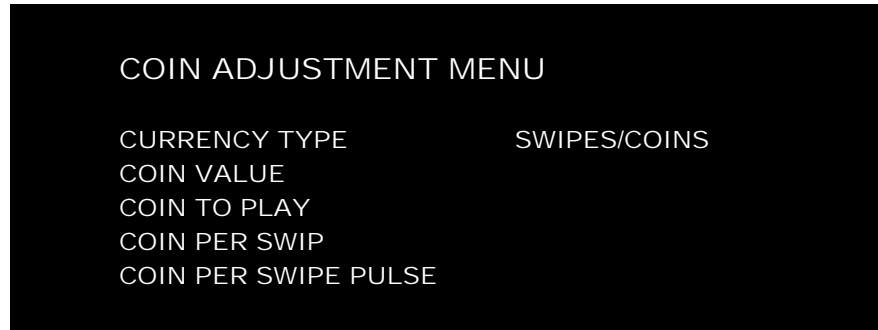 COIN ADJUSTMENT MENU
CURRENCY TYPE SWIPES/COINS
COIN VALUE
COIN TO PLAY
COIN PER SWIP
COIN PER SWIPE PULSE